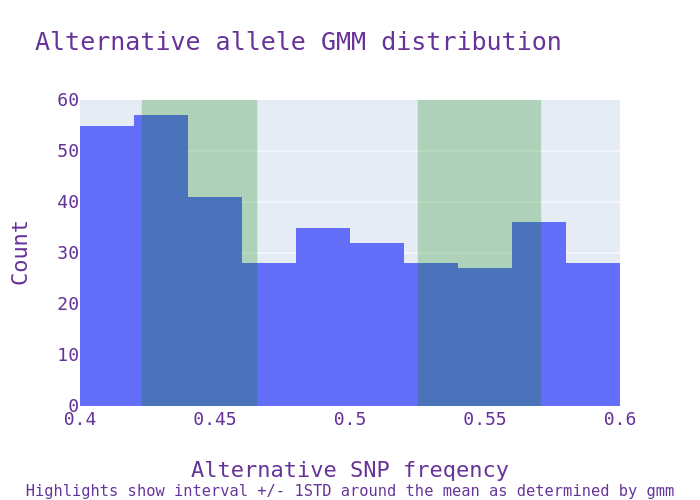 Alternative allele GMM distribution
60
50
40
30
20
10
0
Count
0.4 0.45 0.5 0.55 0.6
Alternative SNP freqency
Highlights show interval +/- 1STD around the mean as determined by gmm